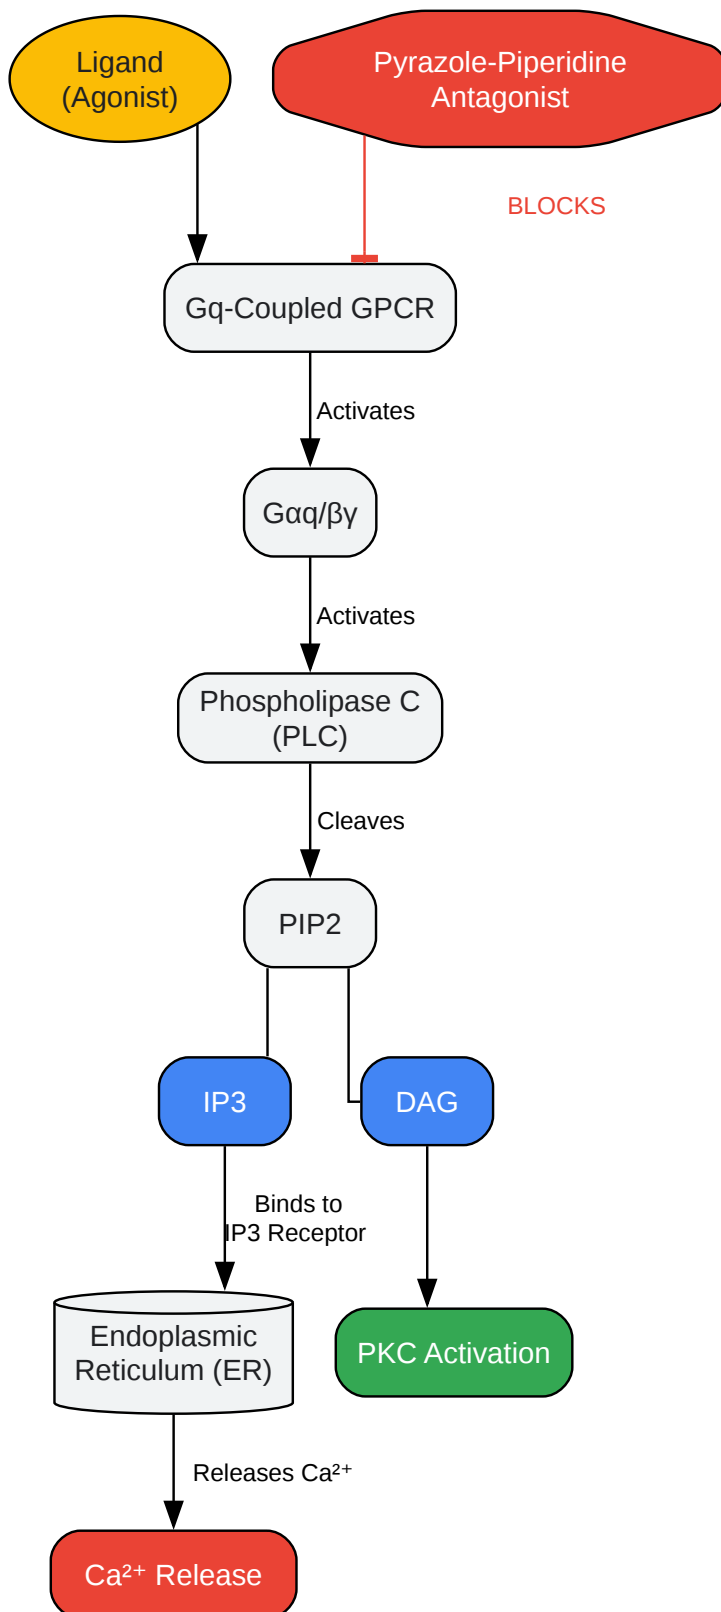 Ligand
(Agonist)
Pyrazole-Piperidine
Antagonist
BLOCKS
Gq-Coupled GPCR
Activates
Gαq/βγ
Activates
Phospholipase C
(PLC)
Cleaves
PIP2
IP3
DAG
Binds to
IP3 Receptor
Endoplasmic
Reticulum (ER)
PKC Activation
Releases Ca²⁺
Ca²⁺ Release